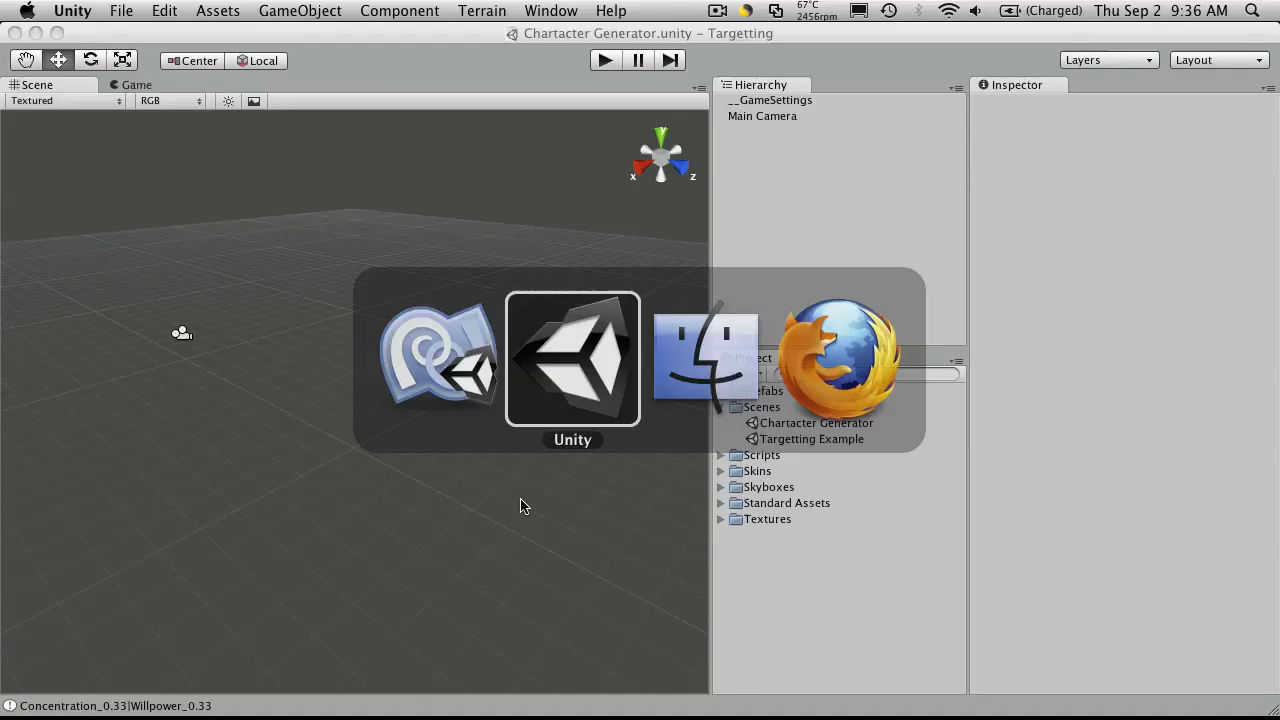 Unity File Edit Assets GameObject Component Terrain Window Help 67°C 2456rpm (Charged) Thu Sep 2 9:36 AM
Chartacter Generator.unity - Targetting
Center Local Layers Layout
Scene Game Hierarchy Inspector
Textured RGB
__GameSettings
Main Camera
y
x z
Project
Prefabs
Scenes
Chartacter Generator
Unity Targetting Example
Scripts
Skins
Skyboxes
Standard Assets
Textures
Concentration_0.33|Willpower_0.33